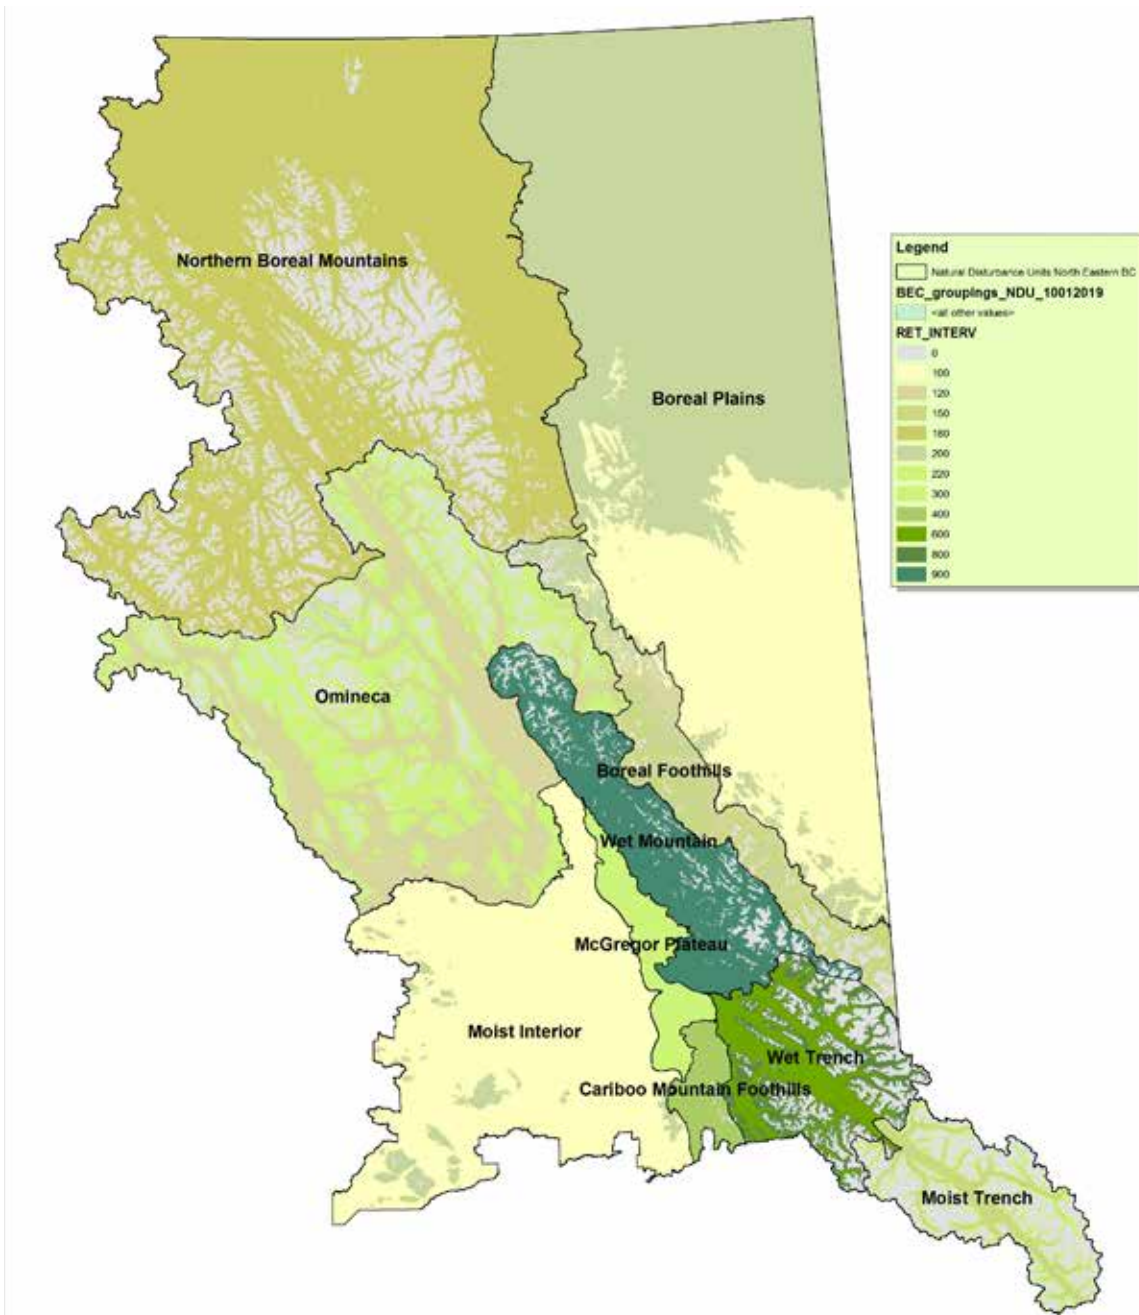 Legend
Natural Disturbance Units North Eastern BC
BEC_groupings_NDU_10012019
<all other values>
RET_INTERV
0
100
120
150
180
200
220
300
400
600
800
900
Northern Boreal Mountains
Boreal Plains
Omineca
Boreal Foothills
Wet Mountain
McGregor Plateau
Moist Interior
Wet Trench
Cariboo Mountain Foothills
Moist Trench